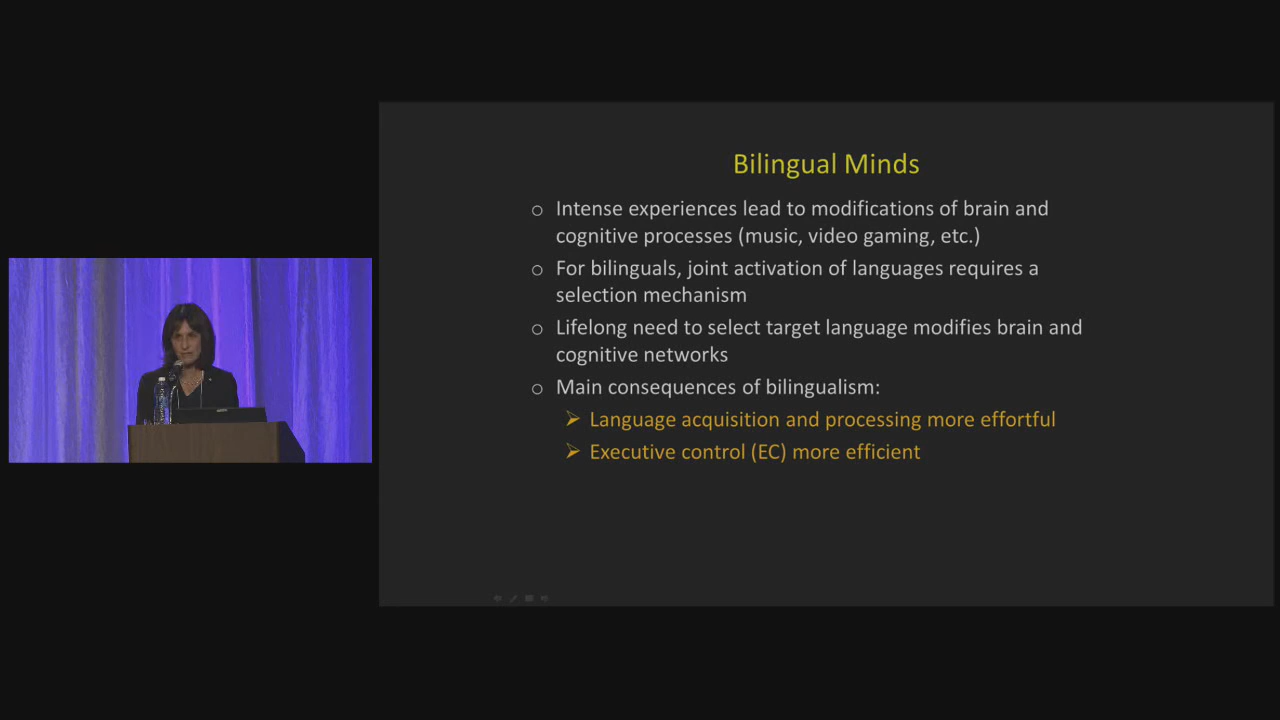 Bilingual Minds
o Intense experiences lead to modifications of brain and
cognitive processes (music, video gaming, etc.)
o For bilinguals, joint activation of languages requires a
selection mechanism
o Lifelong need to select target language modifies brain and
cognitive networks
o Main consequences of bilingualism:
➢ Language acquisition and processing more effortful
➢ Executive control (EC) more efficient